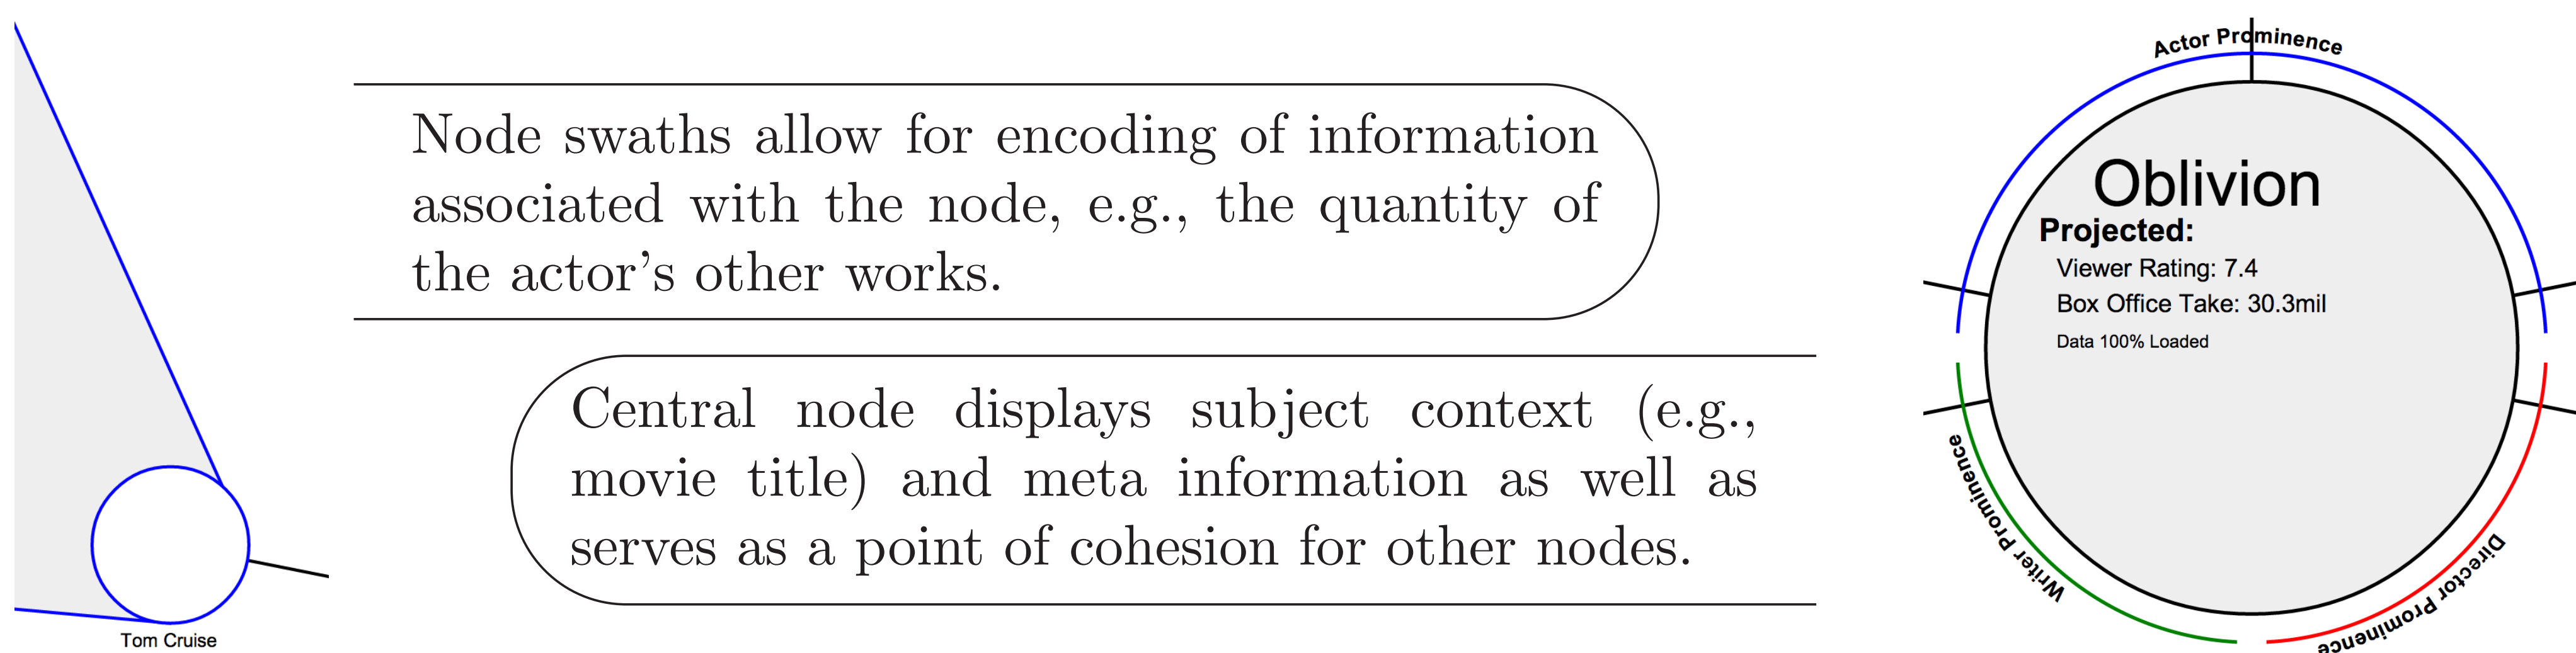 Tom Cruise
Node swaths allow for encoding of information
associated with the node, e.g., the quantity of
the actor's other works.
Central node displays subject context (e.g.,
movie title) and meta information as well as
serves as a point of cohesion for other nodes.
Actor Prominence
Oblivion
Projected:
Viewer Rating: 7.4
Box Office Take: 30.3mil
Data 100% Loaded
Writer Prominence
Director Prominence